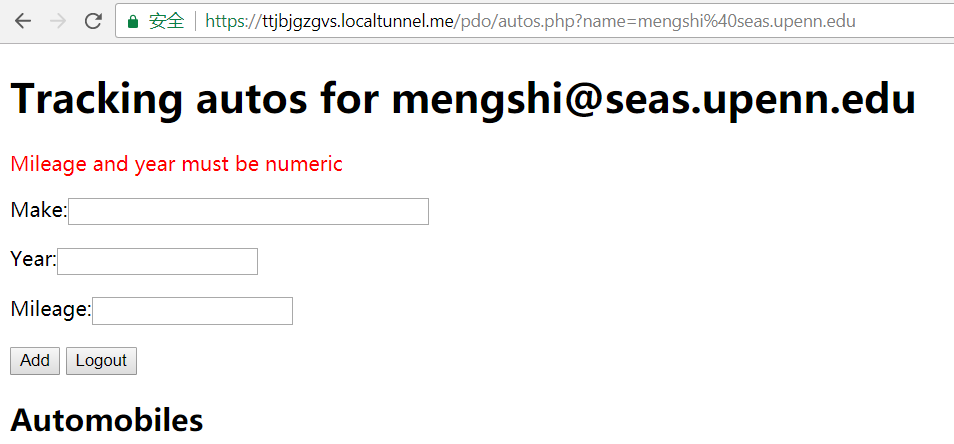 安全 https://ttjbjgzgvs.localtunnel.me/pdo/autos.php?name=mengshi%40seas.upenn.edu
Tracking autos for mengshi@seas.upenn.edu
Mileage and year must be numeric
Make:
Year:
Mileage:
Add Logout
Automobiles